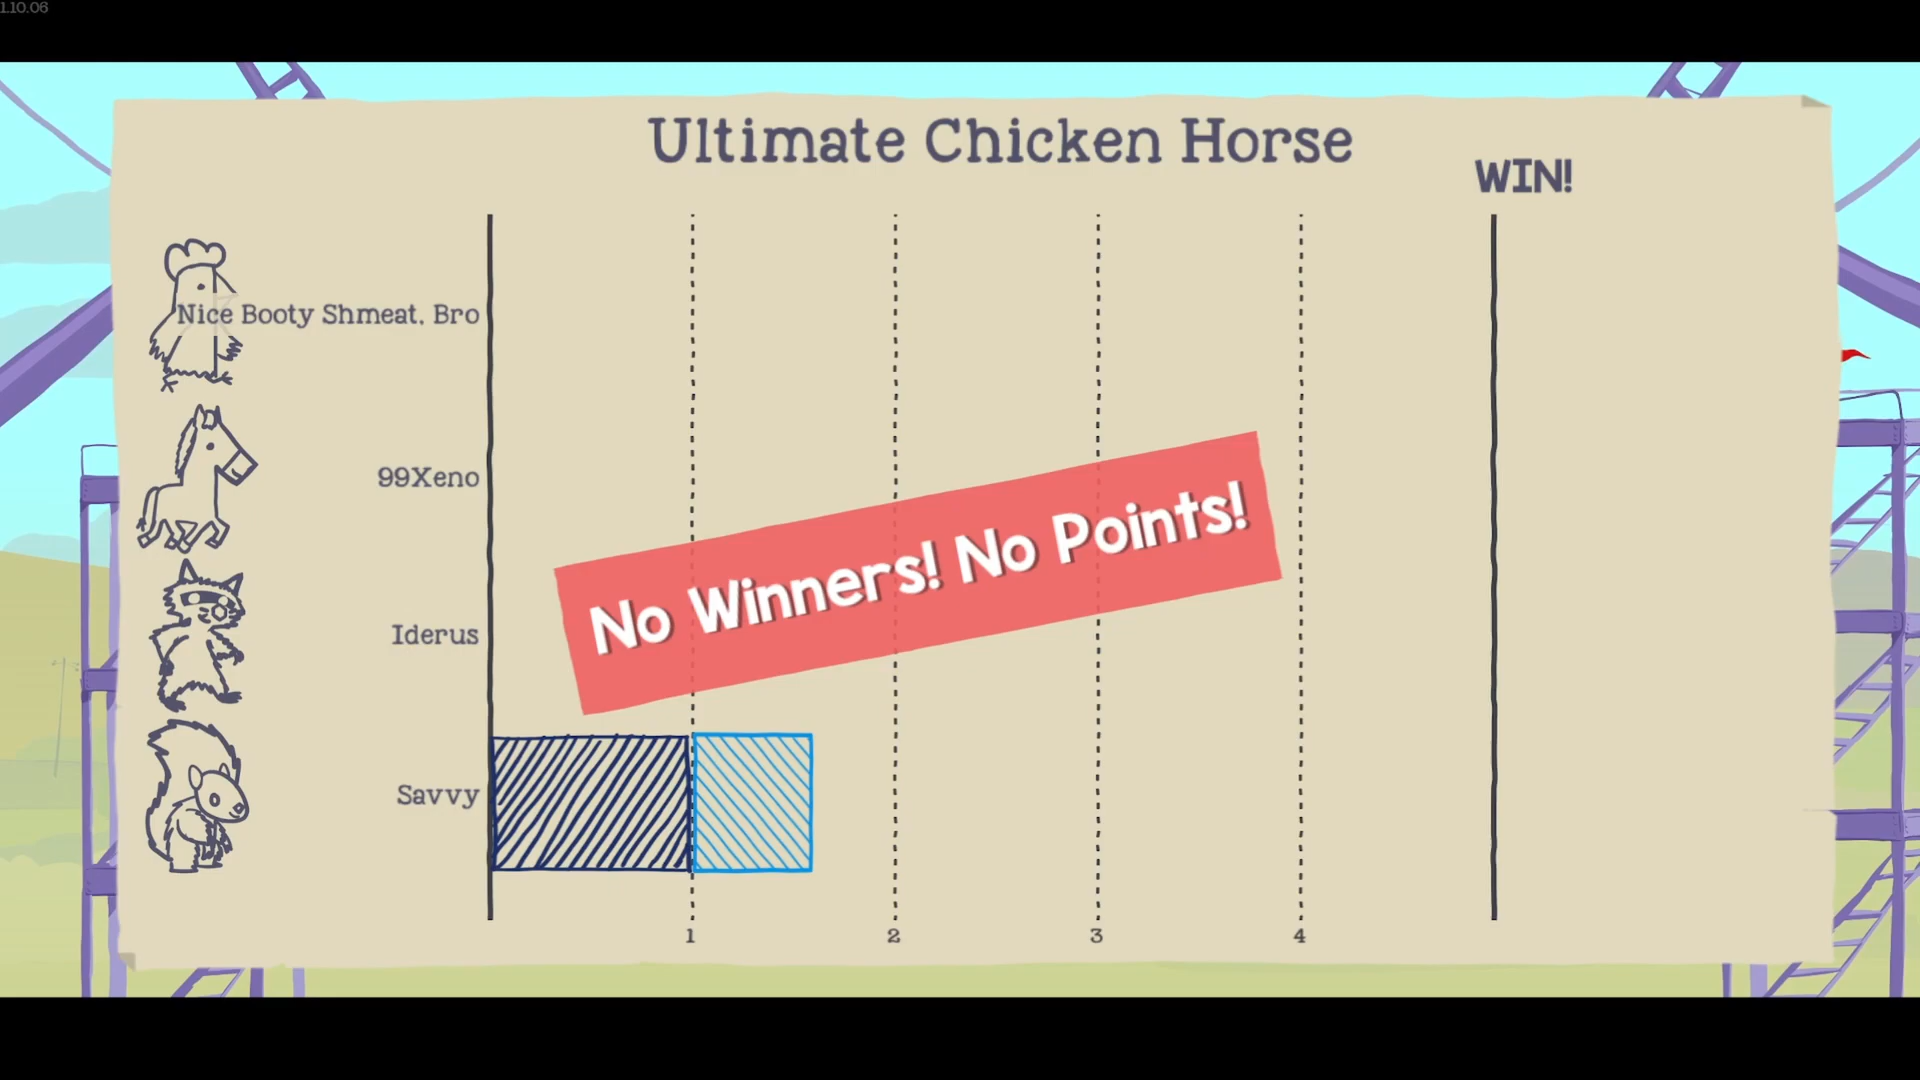 1.10.06
Ultimate Chicken Horse
WIN!
Nice Booty Shmeat, Bro
99Xeno
No Winners! No Points!
Iderus
Savvy
1 2 3 4